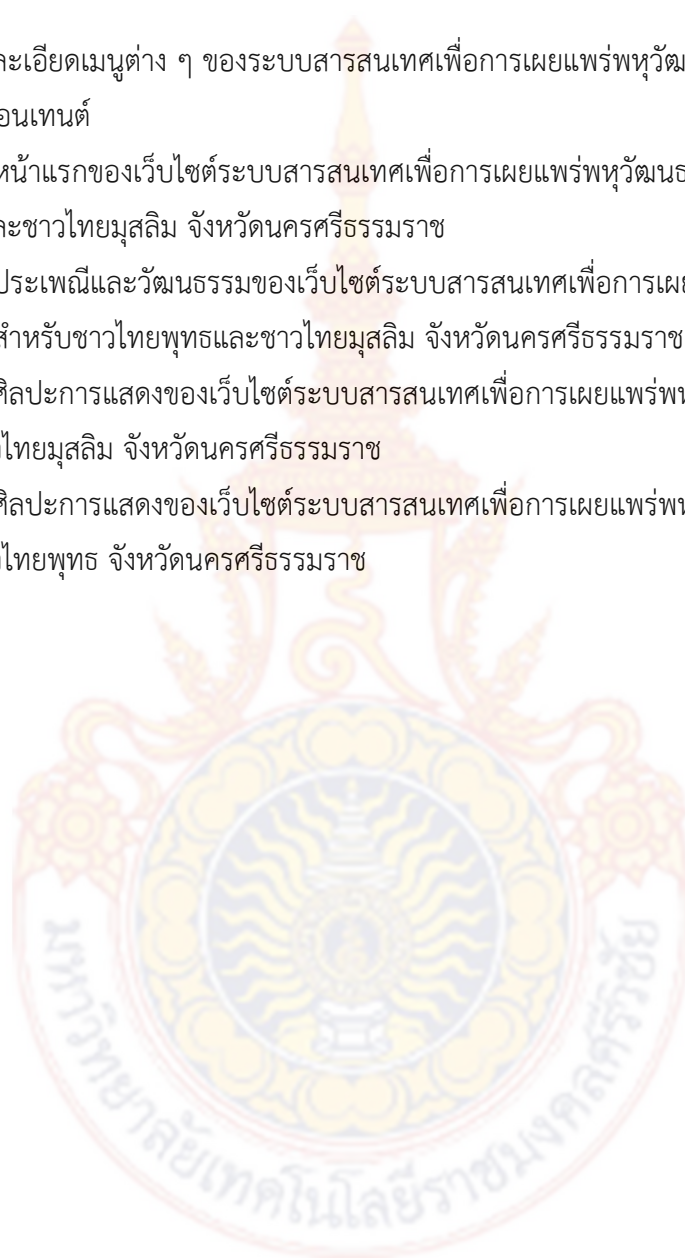 ละเอียดเมนูต่าง ๆ ของระบบสารสนเทศเพื่อการเผยแพร่พหุวัฒ
อนเทนต์
หน้าแรกของเว็บไซต์ระบบสารสนเทศเพื่อการเผยแพร่พหุวัฒนธ
ละชาวไทยมุสลิม จังหวัดนครศรีธรรมราช
ประเพณีและวัฒนธรรมของเว็บไซต์ระบบสารสนเทศเพื่อการเผย
สำหรับชาวไทยพุทธและชาวไทยมุสลิม จังหวัดนครศรีธรรมราช
ศิลปะการแสดงของเว็บไซต์ระบบสารสนเทศเพื่อการเผยแพร่พห
ไทยมุสลิม จังหวัดนครศรีธรรมราช
ศิลปะการแสดงของเว็บไซต์ระบบสารสนเทศเพื่อการเผยแพร่พห
ไทยพุทธ จังหวัดนครศรีธรรมราช
มหาวิทยาลัยเทคโนโลยีราชมงคลศรีวิชัย